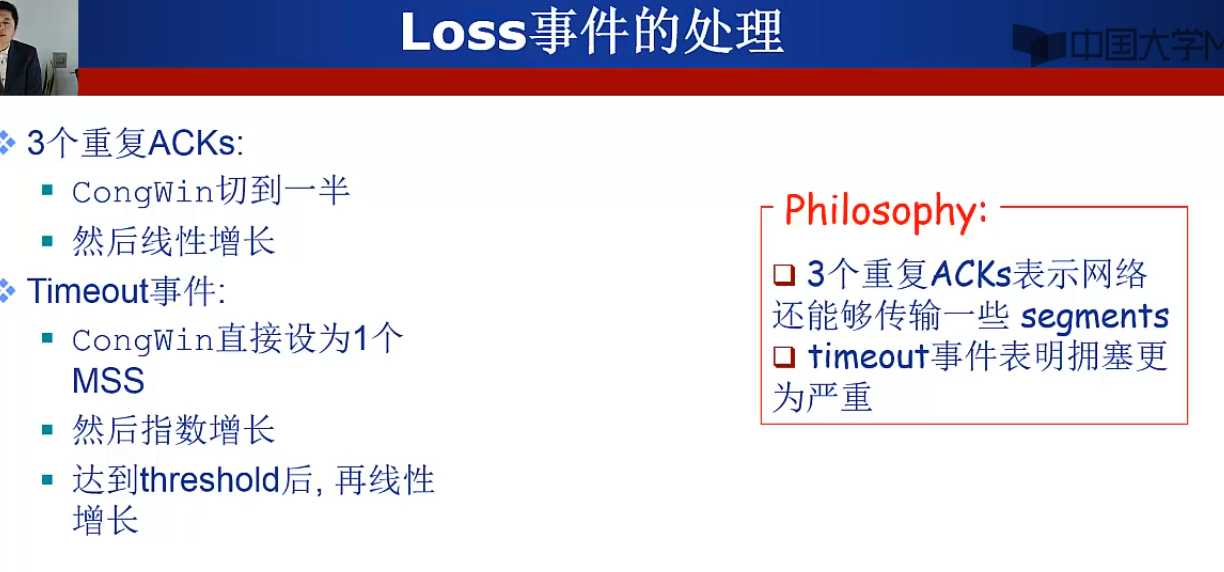 Loss事件的处理
中国大学M
3个重复ACKs:
CongWin切到一半
然后线性增长
Timeout事件:
CongWin直接设为1个
MSS
然后指数增长
达到threshold后, 再线性
增长
Philosophy:
3个重复ACKs表示网络
还能够传输一些 segments
timeout事件表明拥塞更
为严重